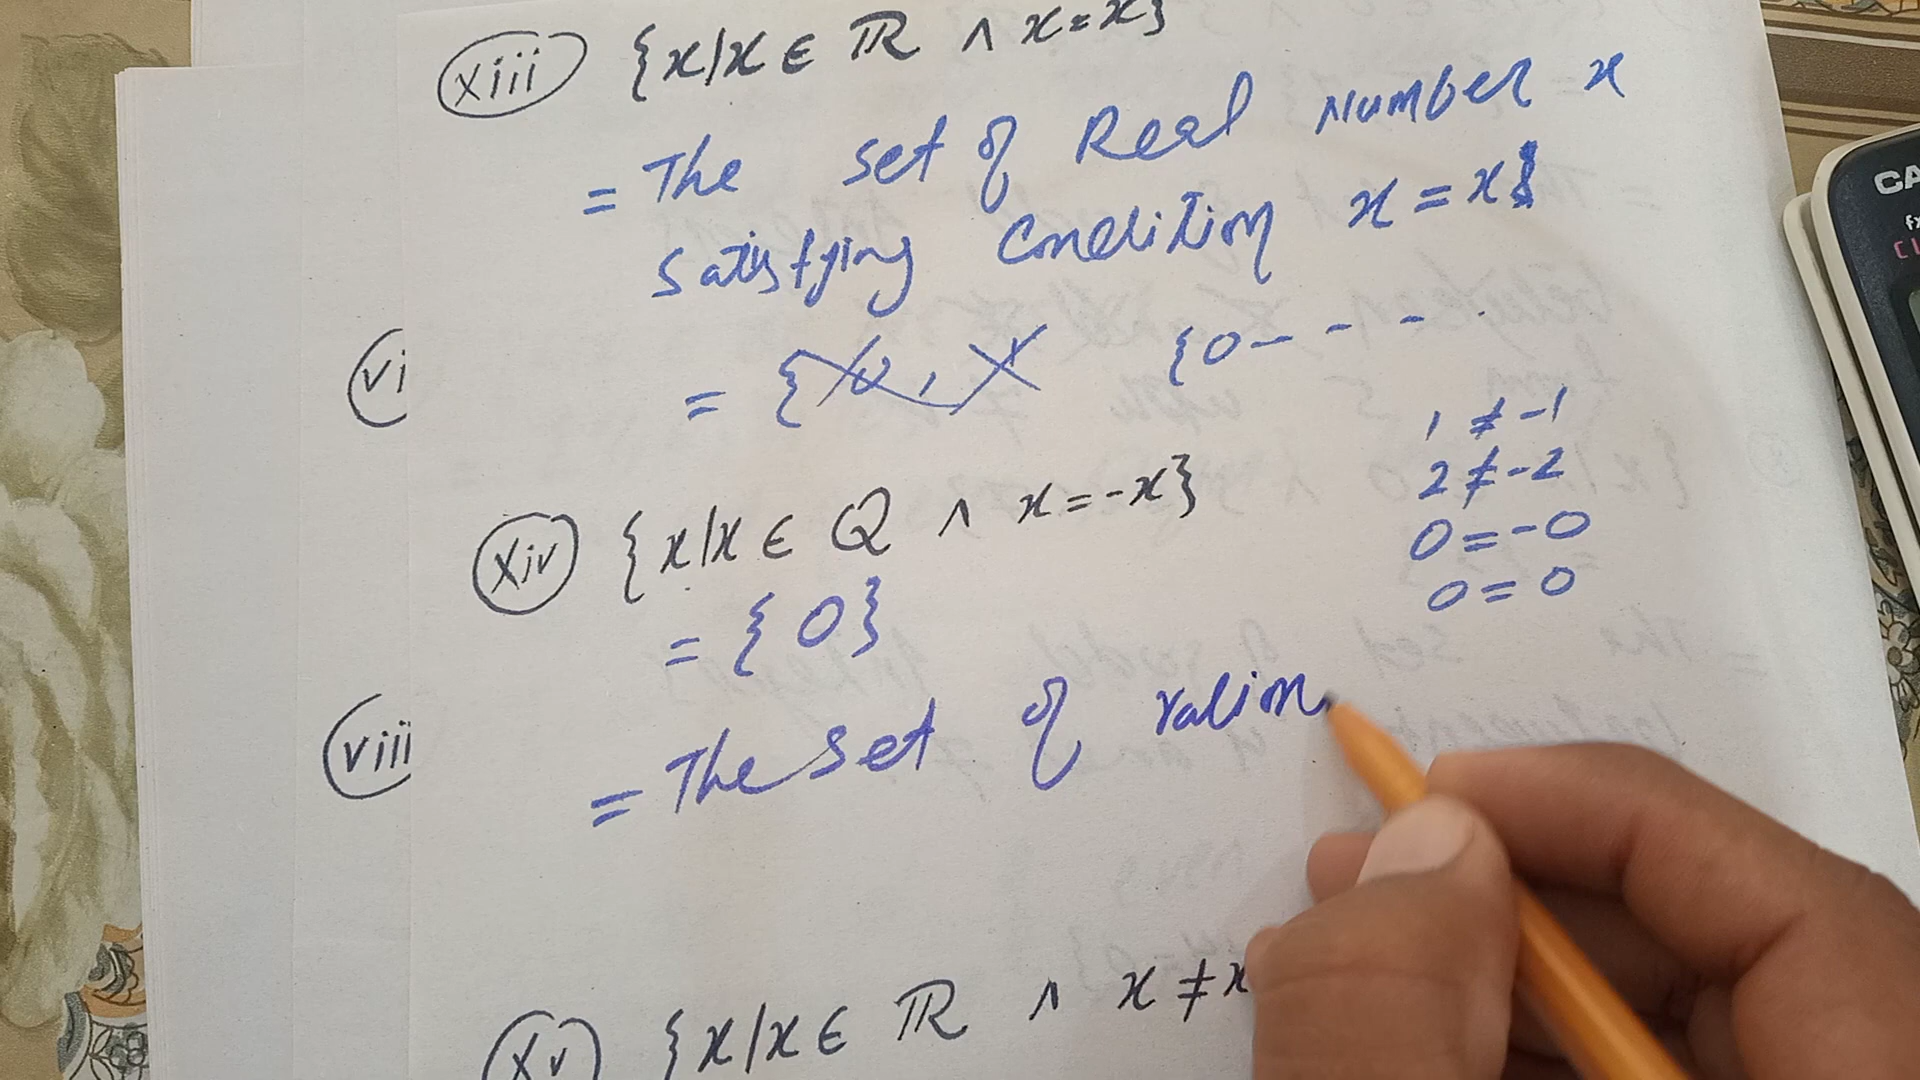 xiii {x/x ∈ ℝ ∧ x=x}
= The set of Real Number x
satisfying Condition x = x
vi
= { {0- - - - .
1 ≠ -1
2 ≠ -2
0 = -0
0 = 0
xiv {x/x ∈ Q ∧ x=-x}
= {0}
viii
= The set of
xv {x/x ∈ ℝ ∧ x ≠ x
CA